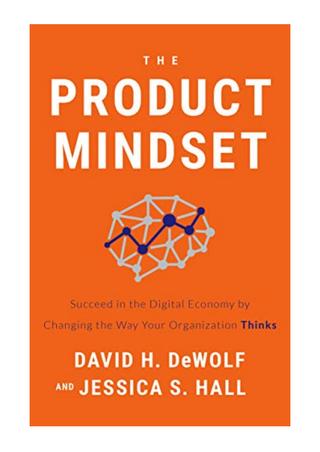 THE
PRODUCT
MINDSET
Succeed in the Digital Economy by
Changing the Way Your Organization Thinks
DAVID H. DeWOLF
AND JESSICA S. HALL